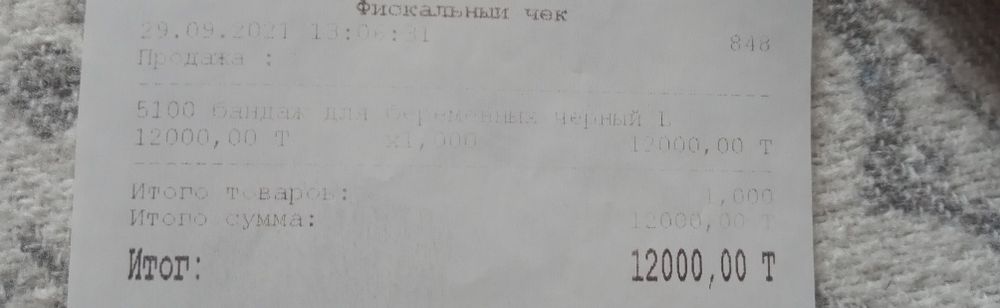 Фискальный чек
29.09.2021 13:06:31 848
Продажа :
5100 бандаж для беременных черный L
12000,00 Т x1,000 12000,00 Т
Итого товаров: 1,000
Итого сумма: 12000,00 Т
Итог: 12000,00 Т